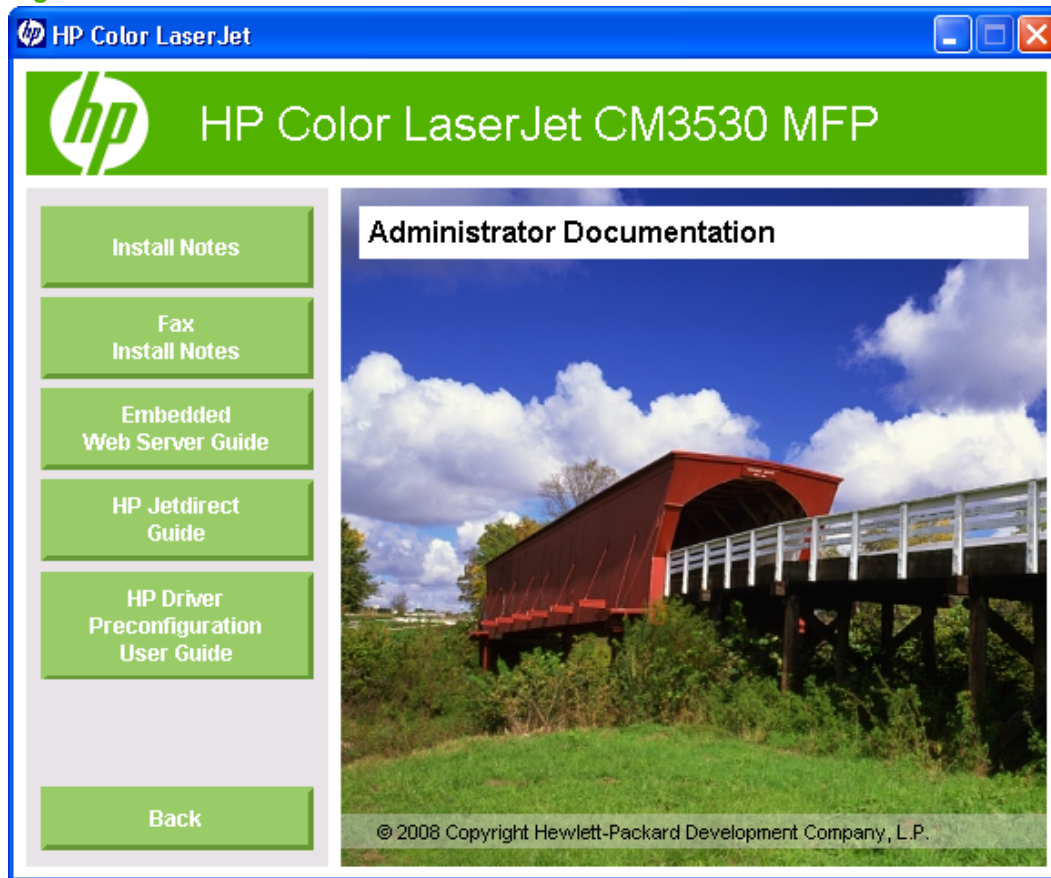 HP Color LaserJet
hp
HP Color LaserJet CM3530 MFP
Install Notes
Fax
Install Notes
Embedded
Web Server Guide
HP Jetdirect
Guide
HP Driver
Preconfiguration
User Guide
Back
Administrator Documentation
© 2008 Copyright Hewlett-Packard Development Company, L.P.